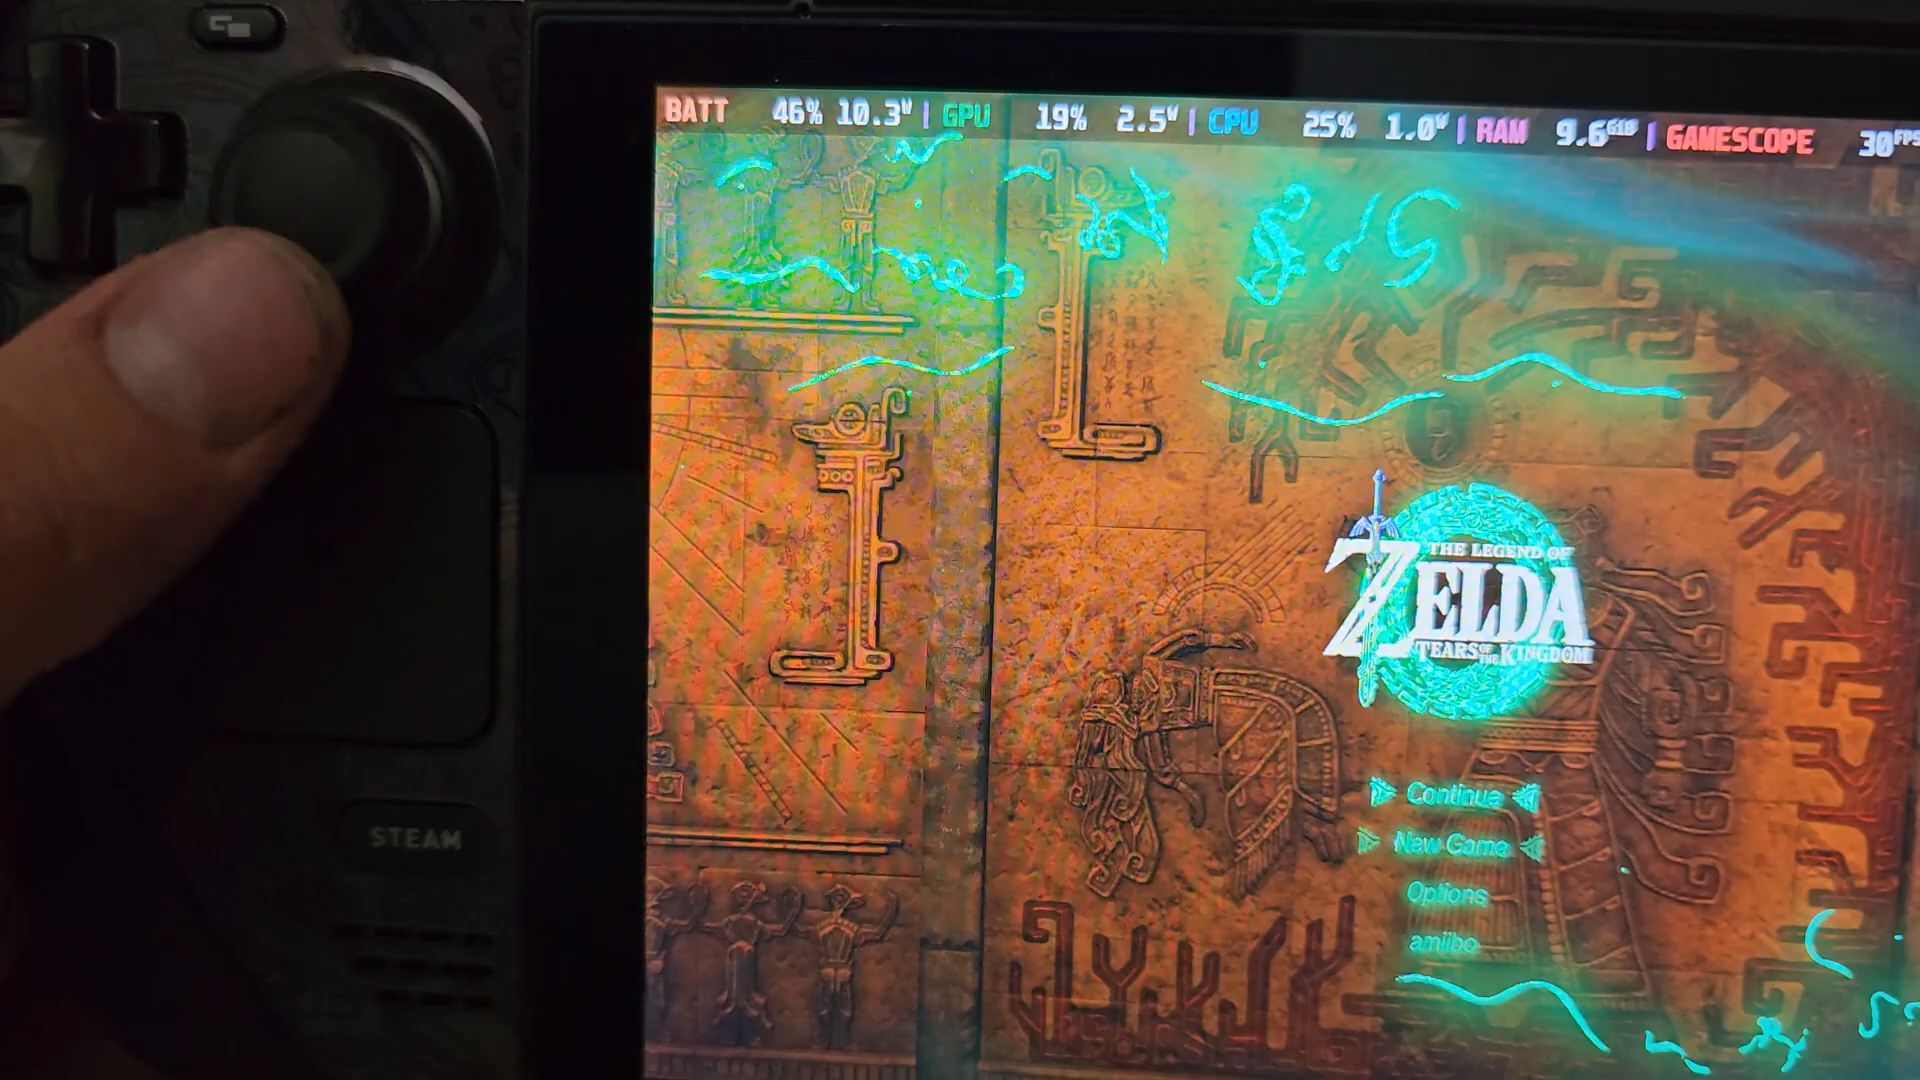 BATT 46% 10.3W | GPU 19% 2.5W | CPU 25% 1.0W | RAM 9.6GiB | GAMESCOPE 30FPS
THE LEGEND OF
ZELDA
TEARS OF THE KINGDOM
Continue
New Game
Options
amiibo
STEAM